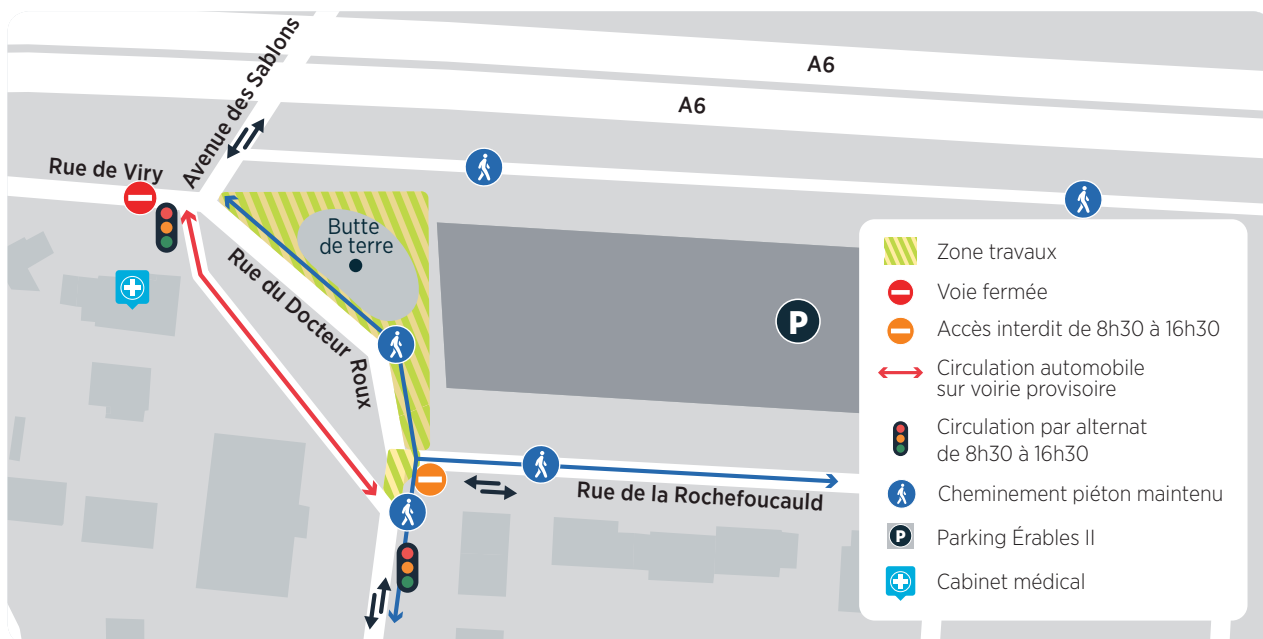 A6
A6
Avenue des Sablons
Rue de Viry
Butte
de terre
Rue du Docteur Roux
P
Rue de la Rochefoucauld
Zone travaux
Voie fermée
Accès interdit de 8h30 à 16h30
Circulation automobile
sur voirie provisoire
Circulation par alternat
de 8h30 à 16h30
Cheminement piéton maintenu
P
Parking Érables II
Cabinet médical